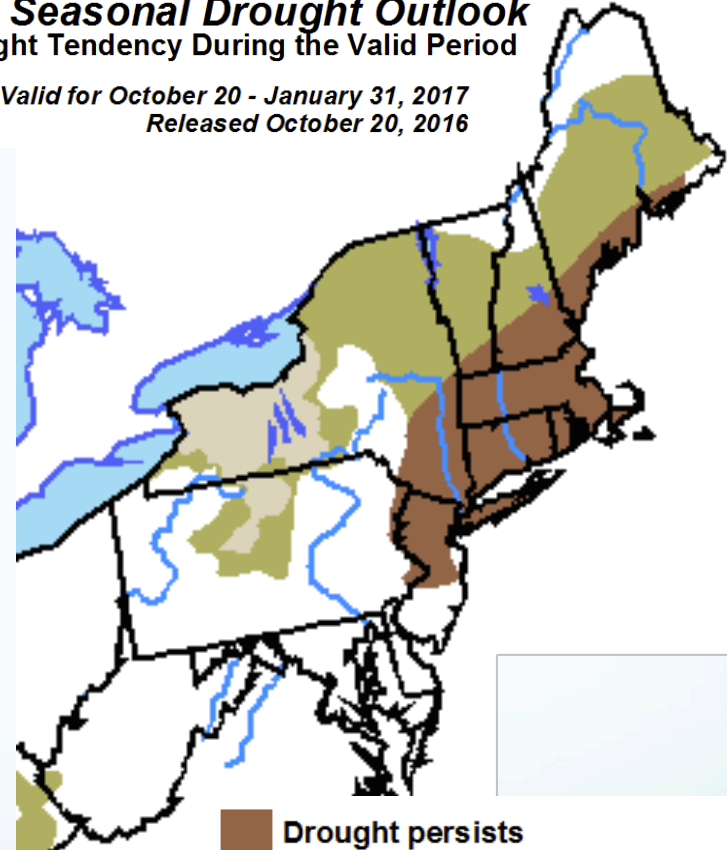 Seasonal Drought Outlook
ght Tendency During the Valid Period
Valid for October 20 - January 31, 2017
Released October 20, 2016
Drought persists